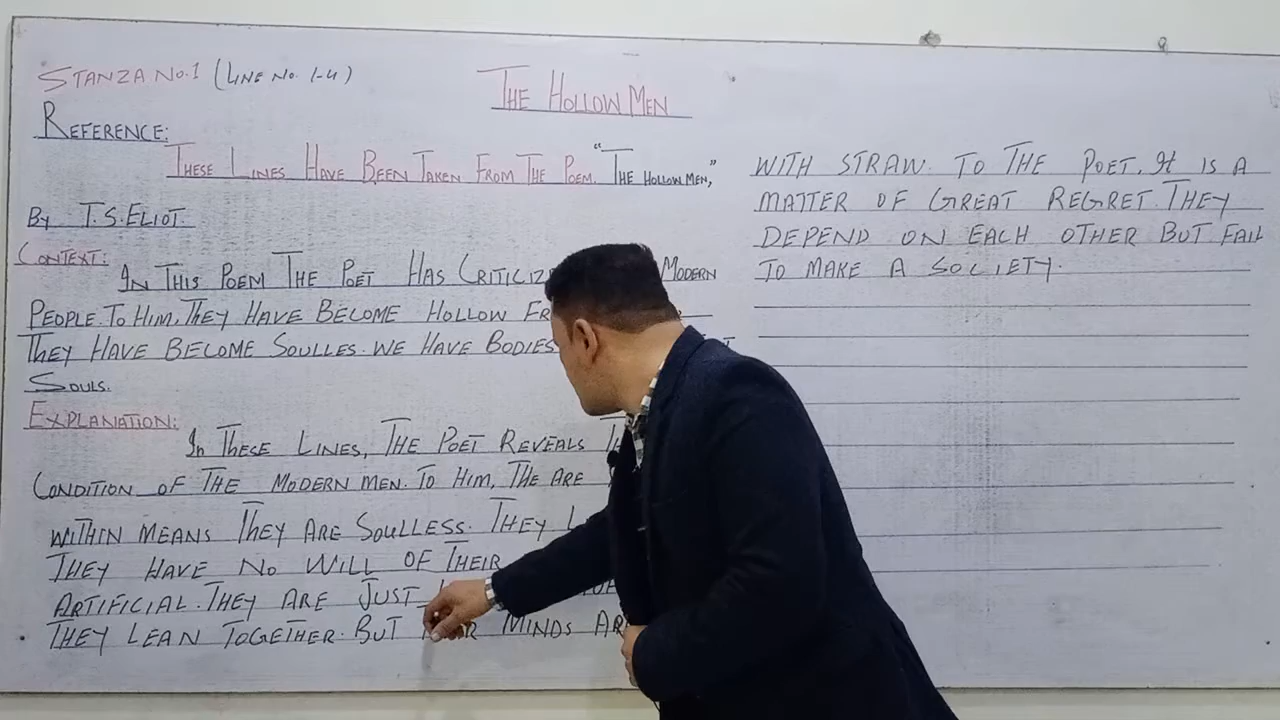 STANZA NO.1 (LINE NO. 1-4)
THE HOLLOW MEN
REFERENCE:
THESE LINES HAVE BEEN TAKEN FROM THE POEM. "THE HOLLOW MEN,"
BY T.S. ELIOT.
CONTEXT:
IN THIS POEM THE POET HAS CRITICIZE MODERN
PEOPLE. TO HIM, THEY HAVE BECOME HOLLOW
THEY HAVE BECOME SOULLES. WE HAVE BODIES
SOULS.
EXPLANATION:
IN THESE LINES, THE POET REVEALS
CONDITION OF THE MODERN MEN. TO HIM, THE ARE
WITHIN MEANS THEY ARE SOULLESS. THEY
THEY HAVE NO WILL OF THEIR
ARTIFICIAL. THEY ARE JUST
THEY LEAN TOGETHER. BUT MINDS
WITH STRAW. TO THE POET, IT IS A
MATTER OF GREAT REGRET. THEY
DEPEND ON EACH OTHER BUT FAIL
TO MAKE A SOCIETY.